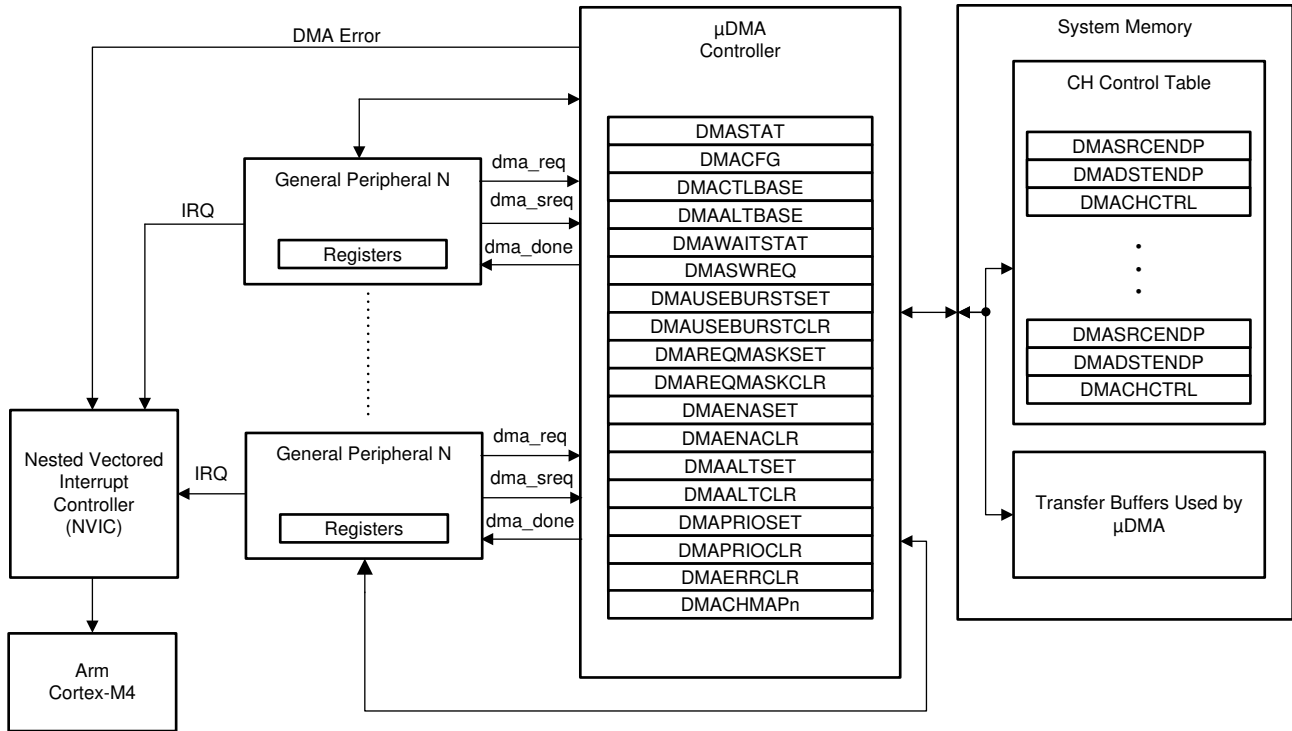 DMA Error
µDMA
Controller
System Memory
CH Control Table
DMASTAT
DMACFG
DMACTLBASE
DMAALTBASE
DMAWAITSTAT
DMASWREQ
DMAUSEBURSTSET
DMAUSEBURSTCLR
DMAREQMASKSET
DMAREQMASKCLR
DMAENASET
DMAENACLR
DMAALTSET
DMAALTCLR
DMAPRIOSET
DMAPRIOCLR
DMAERRCLR
DMACHMAPn
DMASRCENDP
DMADSTENDP
DMACHCTRL
DMASRCENDP
DMADSTENDP
DMACHCTRL
Transfer Buffers Used by
µDMA
General Peripheral N
Registers
dma_req
dma_sreq
dma_done
IRQ
General Peripheral N
Registers
dma_req
dma_sreq
dma_done
IRQ
Nested Vectored
Interrupt
Controller
(NVIC)
Arm
Cortex-M4